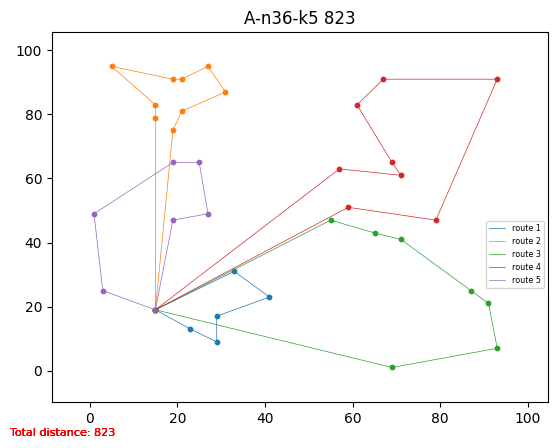 A-n36-k5 823
100
80
60
40
20
0
route 1
route 2
route 3
route 4
route 5
0 20 40 60 80 100
Total distance: 823